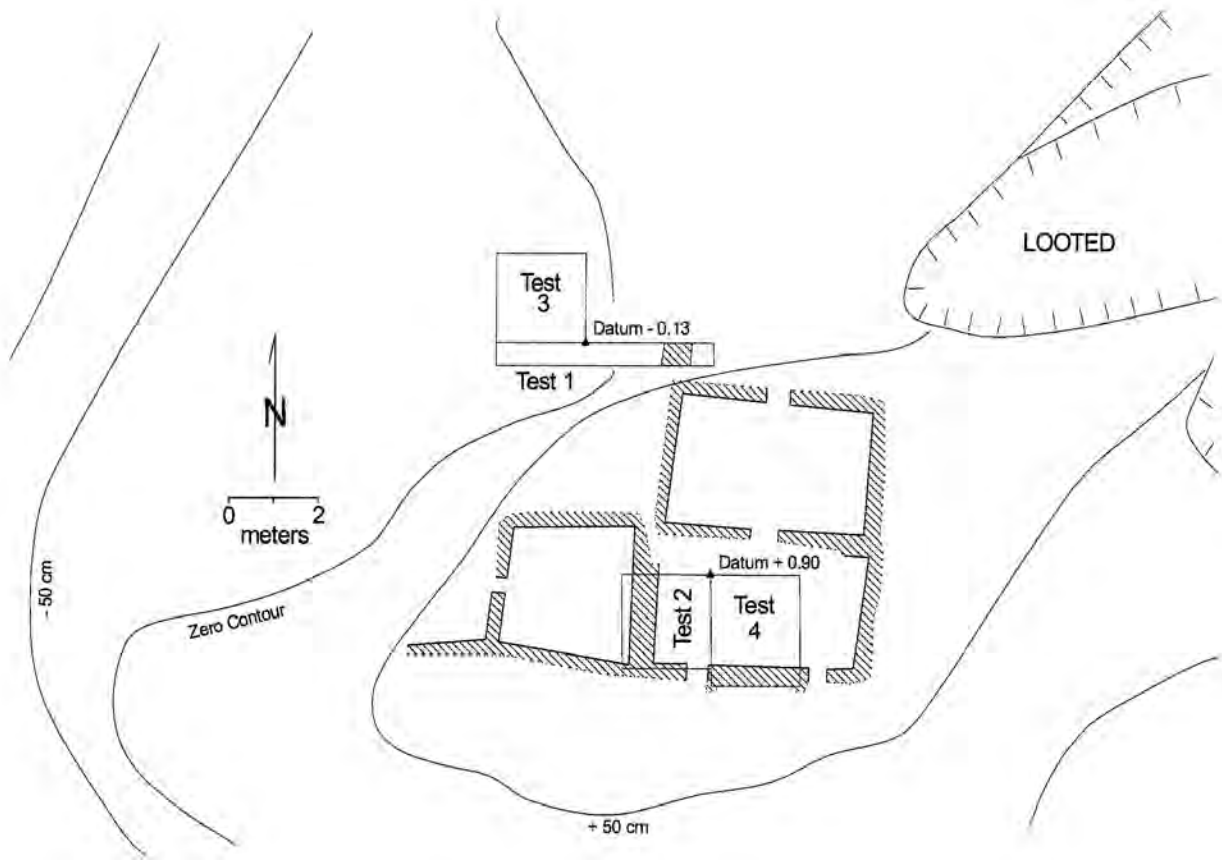 LOOTED
Test
3
Datum - 0.13
Test 1
N
0 2
meters
Datum + 0.90
Test 2
Test
4
- 50 cm
Zero Contour
+ 50 cm